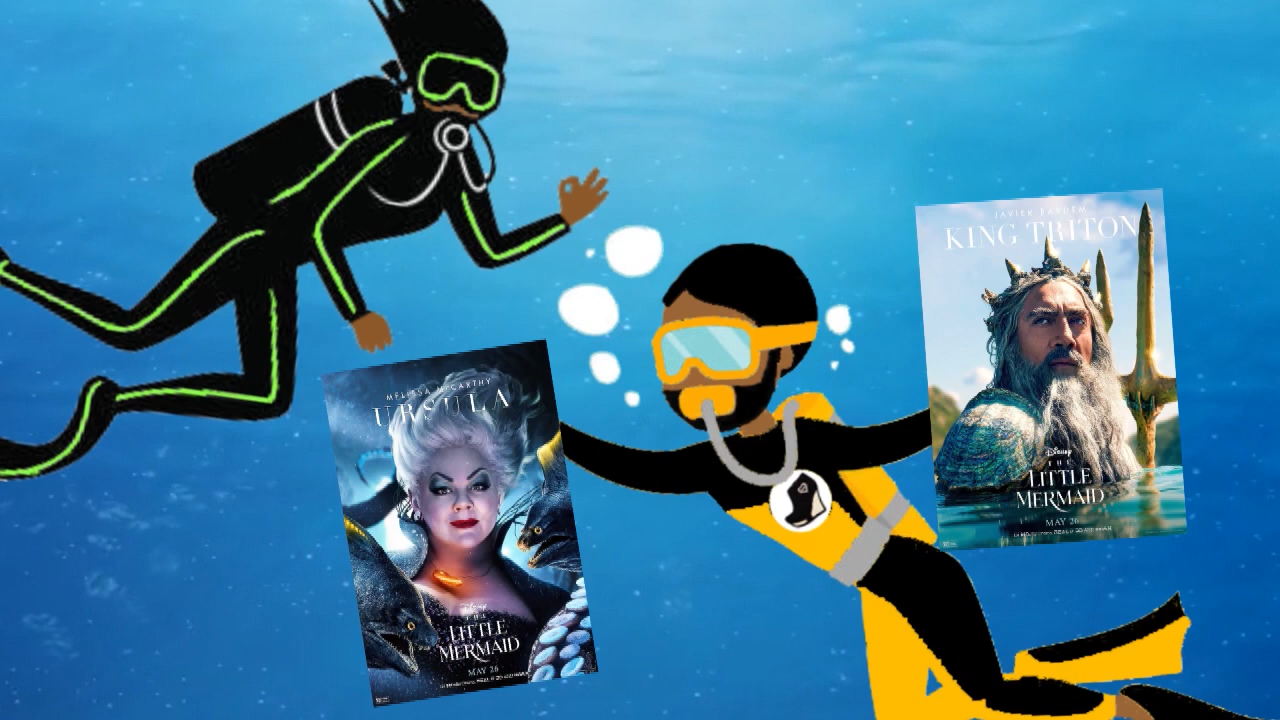 MELISSA McCARTHY
URSULA
Disney
THE
LITTLE
MERMAID
MAY 26
JAVIER BARDEM
KING TRITON
Disney
THE
LITTLE
MERMAID
MAY 26